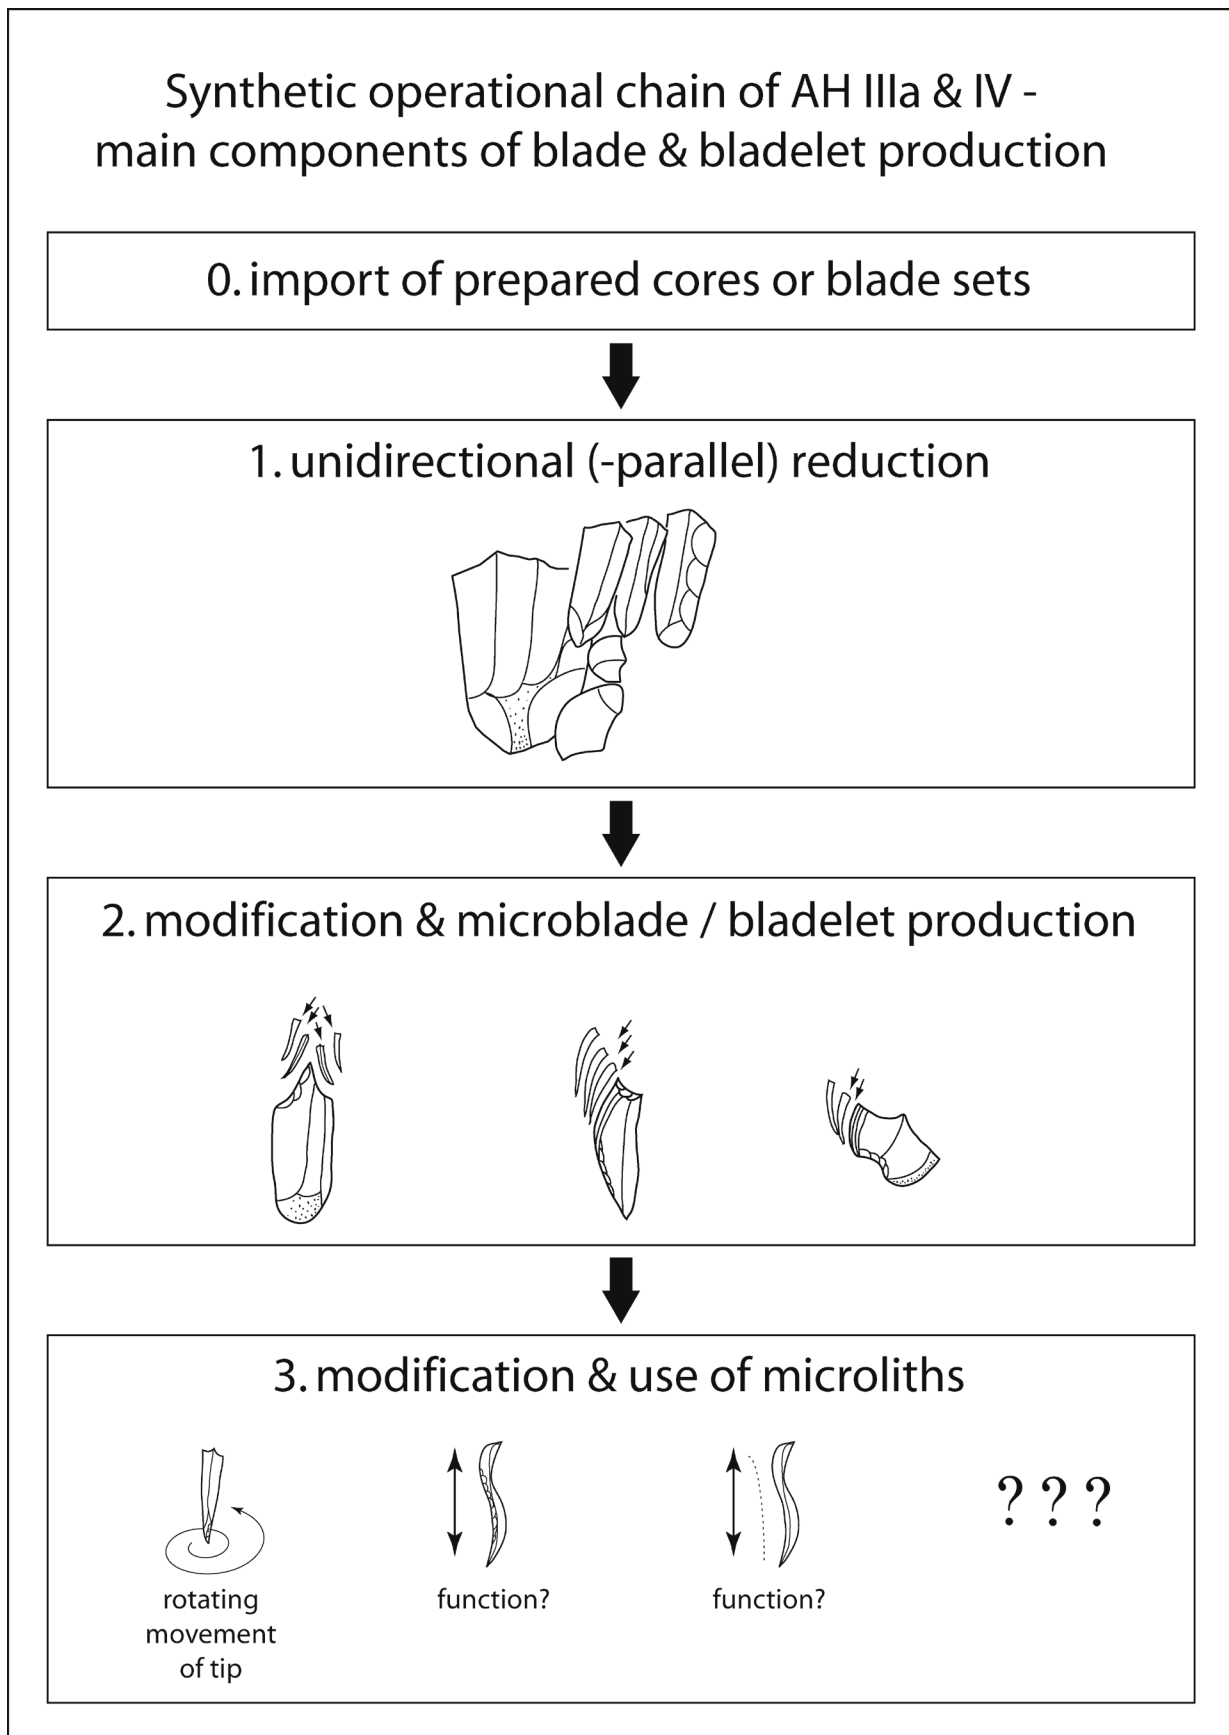 Synthetic operational chain of AH IIIa & IV -
main components of blade & bladelet production
0. import of prepared cores or blade sets
1. unidirectional (-parallel) reduction
2. modification & microblade / bladelet production
3. modification & use of microliths
rotating
movement
of tip
function?
function?
? ? ?